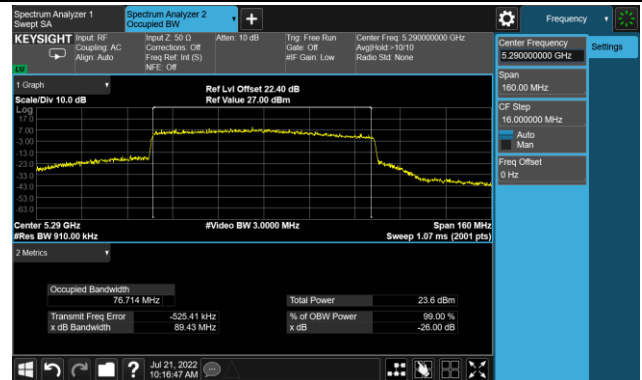 Spectrum Analyzer 1
Swept SA
Spectrum Analyzer 2
Occupied BW
Frequency
KEYSIGHT
Input: RF
Coupling: AC
Align: Auto
Input Z: 50 Ω
Corrections: Off
Freq Ref: Int (S)
NFE: Off
Atten: 10 dB
Trig: Free Run
Gate: Off
#IF Gain: Low
Center Freq: 5.290000000 GHz
Avg|Hold:>10/10
Radio Std: None
Center Frequency
5.290000000 GHz
Settings
Span
160.00 MHz
CF Step
16.000000 MHz
Auto
Man
Freq Offset
0 Hz
1 Graph
Scale/Div 10.0 dB
Ref Lvl Offset 22.40 dB
Ref Value 27.00 dBm
Log
17.0
7.00
-3.00
-13.0
-23.0
-33.0
-43.0
-53.0
-63.0
Center 5.29 GHz
#Video BW 3.0000 MHz
Span 160 MHz
#Res BW 910.00 kHz
Sweep 1.07 ms (2001 pts)
2 Metrics
Occupied Bandwidth
76.714 MHz
Total Power
23.6 dBm
Transmit Freq Error
-525.41 kHz
% of OBW Power
99.00 %
x dB Bandwidth
89.43 MHz
x dB
-26.00 dB
?
Jul 21, 2022
10:16:47 AM